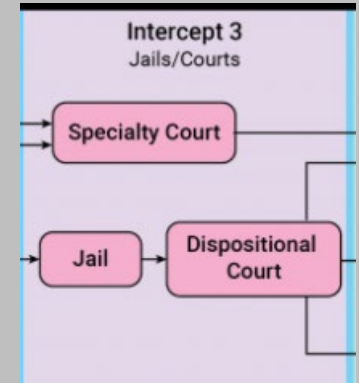 Intercept 3
Jails/Courts
Specialty Court
Jail
Dispositional
Court